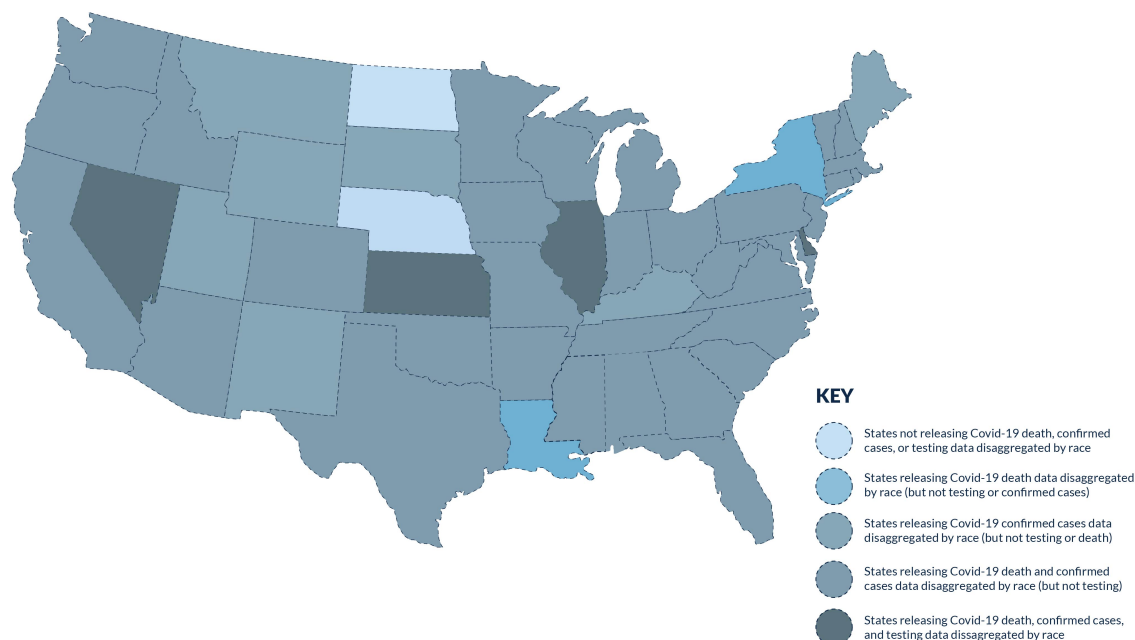 KEY
States not releasing Covid-19 death, confirmed
cases, or testing data disaggregated by race
States releasing Covid-19 death data disaggregated
by race (but not testing or confirmed cases)
States releasing Covid-19 confirmed cases data
disaggregated by race (but not testing or death)
States releasing Covid-19 death and confirmed
cases data disaggregated by race (but not testing)
States releasing Covid-19 death, confirmed cases,
and testing data dissagregated by race